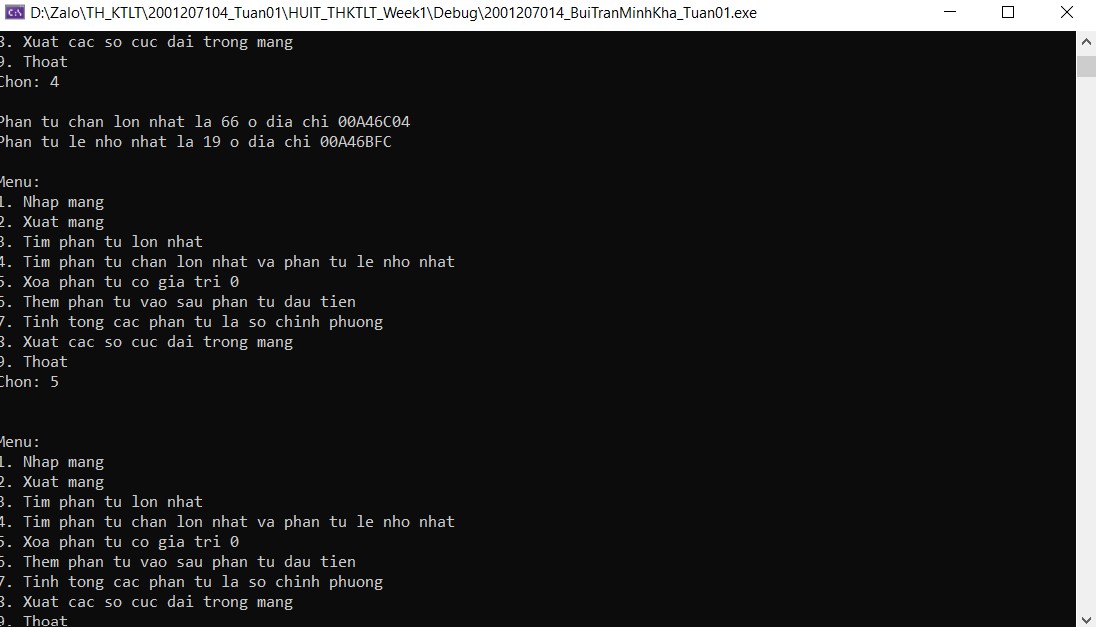 D:\Zalo\TH_KTLT\2001207104_Tuan01\HUIT_THKTLT_Week1\Debug\2001207014_BuiTranMinhKha_Tuan01.exe
8. Xuat cac so cuc dai trong mang
9. Thoat
Chon: 4
Phan tu chan lon nhat la 66 o dia chi 00A46C04
Phan tu le nho nhat la 19 o dia chi 00A46BFC
Menu:
1. Nhap mang
2. Xuat mang
3. Tim phan tu lon nhat
4. Tim phan tu chan lon nhat va phan tu le nho nhat
5. Xoa phan tu co gia tri 0
6. Them phan tu vao sau phan tu dau tien
7. Tinh tong cac phan tu la so chinh phuong
8. Xuat cac so cuc dai trong mang
9. Thoat
Chon: 5
Menu:
1. Nhap mang
2. Xuat mang
3. Tim phan tu lon nhat
4. Tim phan tu chan lon nhat va phan tu le nho nhat
5. Xoa phan tu co gia tri 0
6. Them phan tu vao sau phan tu dau tien
7. Tinh tong cac phan tu la so chinh phuong
8. Xuat cac so cuc dai trong mang
9. Thoat